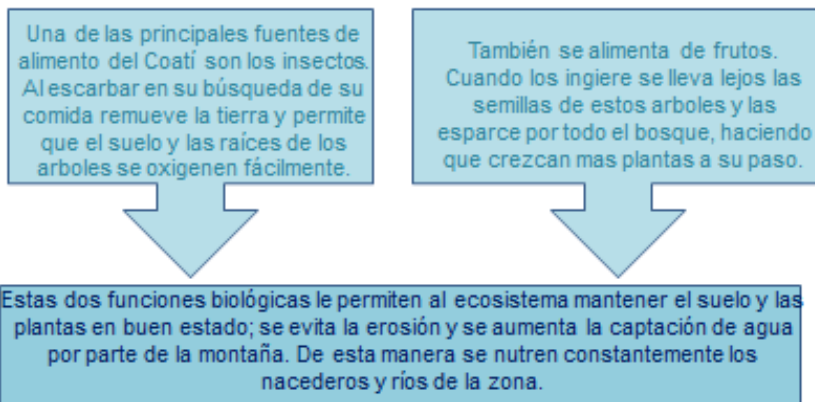 Una de las principales fuentes de
alimento del Coatí son los insectos.
Al escarbar en su búsqueda de su
comida remueve la tierra y permite
que el suelo y las raíces de los
arboles se oxigenen fácilmente.
También se alimenta de frutos.
Cuando los ingiere se lleva lejos las
semillas de estos arboles y las
esparce por todo el bosque, haciendo
que crezcan mas plantas a su paso.
Estas dos funciones biológicas le permiten al ecosistema mantener el suelo y las
plantas en buen estado; se evita la erosión y se aumenta la captación de agua
por parte de la montaña. De esta manera se nutren constantemente los
nacederos y ríos de la zona.